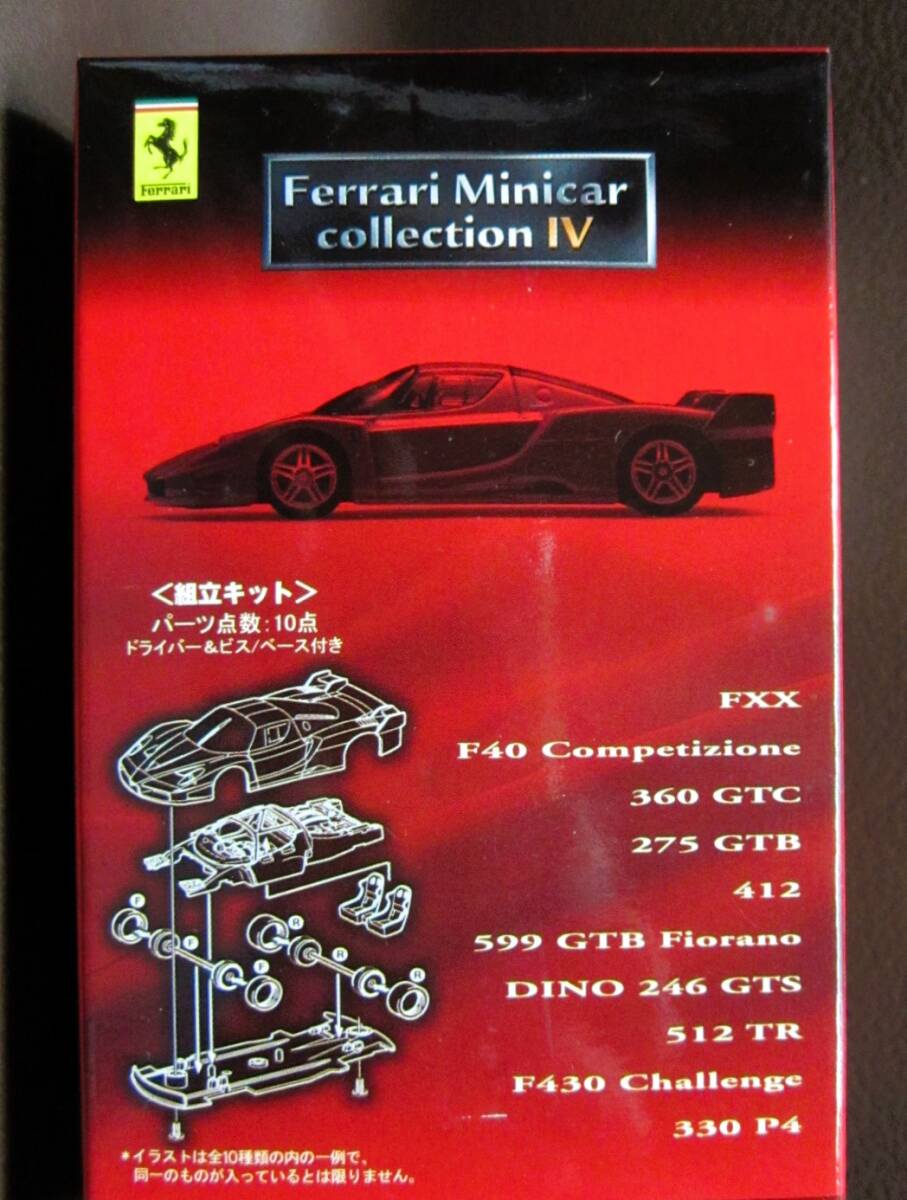 Ferrari
Ferrari Minicar
collection IV
＜組立キット＞
パーツ点数：10点
ドライバー＆ビス/ベース付き
FXX
F40 Competizione
360 GTC
275 GTB
412
599 GTB Fiorano
DINO 246 GTS
512 TR
F430 Challenge
330 P4
F
F
F
R
R
R
＊イラストは全10種類の内の一例で、
同一のものが入っているとは限りません。